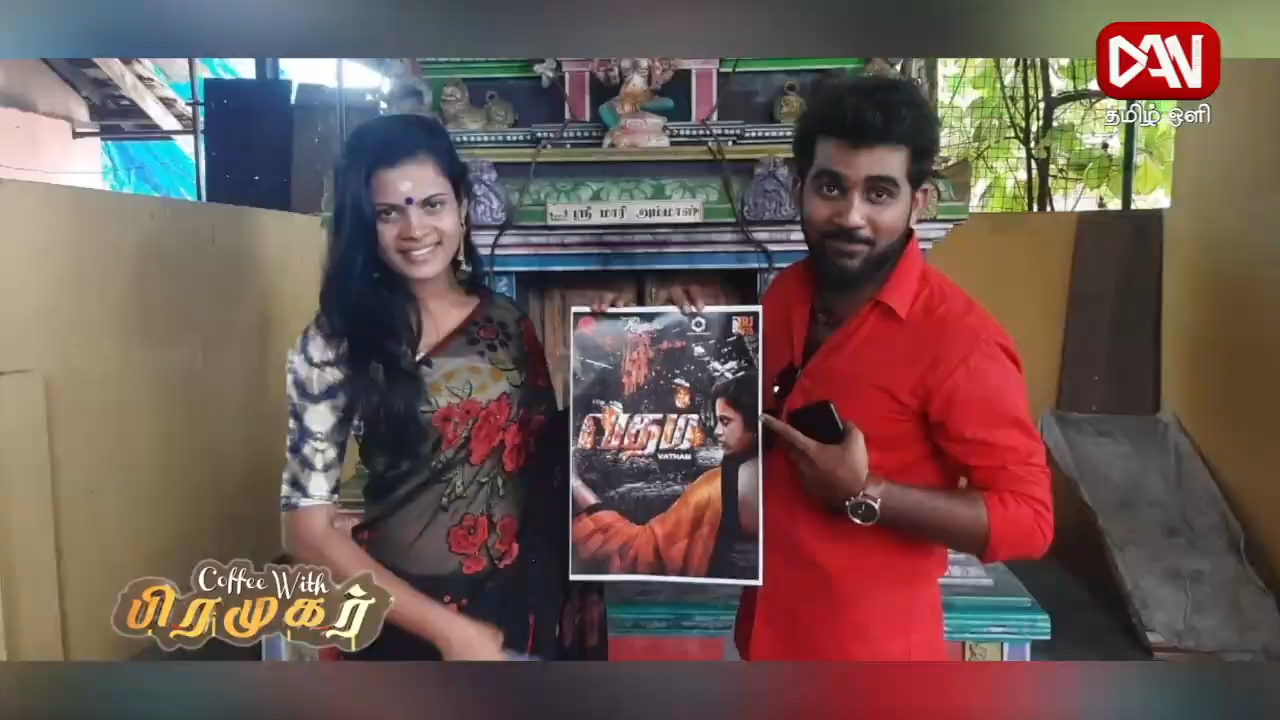 DAN
தமிழ் ஒளி
ஸ்ரீ மாரி அம்மாள்
வதம்
VATHAM
Coffee With
பிரமுகர்